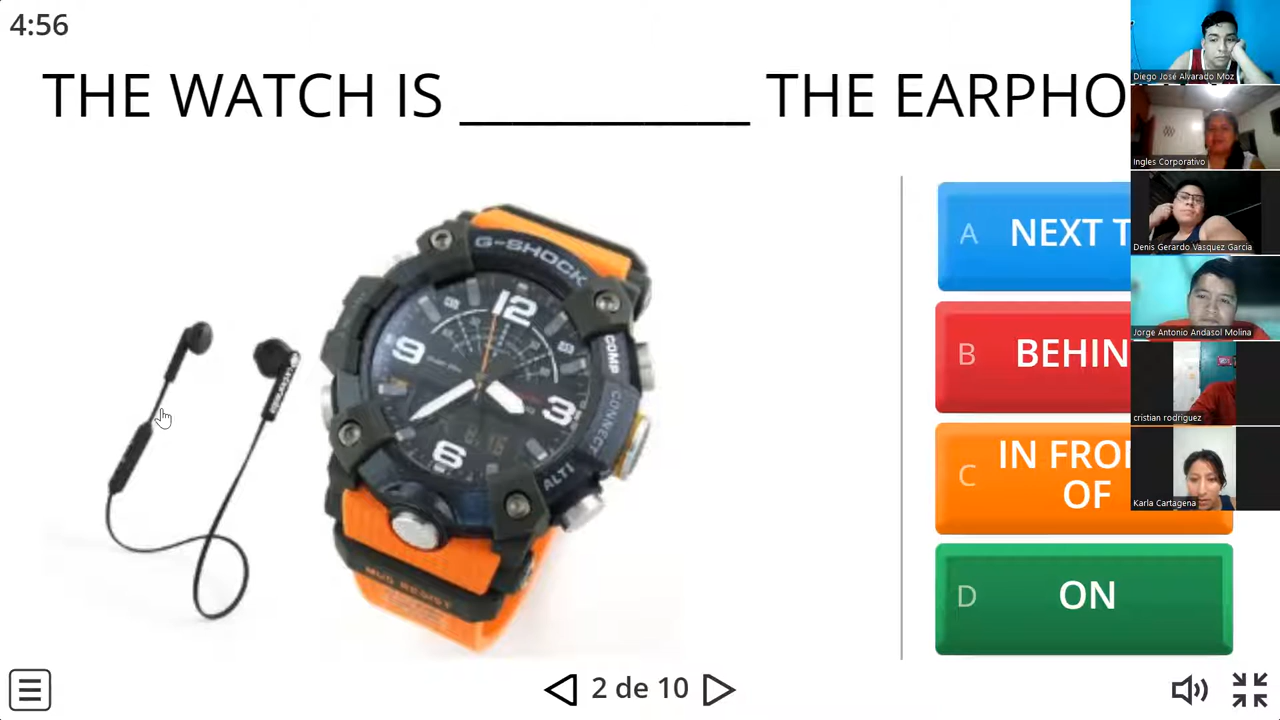 4:56
THE WATCH IS ___________ THE EARPHO
A NEXT T
B BEHIN
C IN FRO
OF
D ON
G-SHOCK
12
9
3
6
COMP
CONNECT
ALTI
MUD RESIST
2 de 10
Diego José Alvarado Moz
Ingles Corporativo
Denis Gerardo Vasquez Garcia
Jorge Antonio Andasol Molina
cristian rodriguez
Karla Cartagena